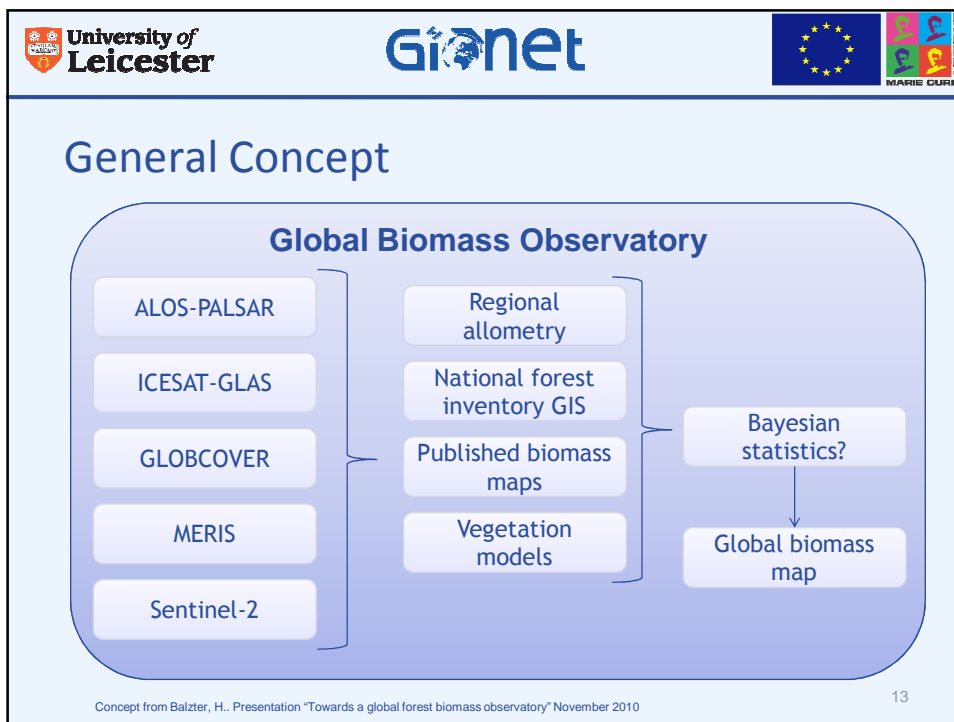 University of
Leicester
GIONET
MARIE CURI
General Concept
Global Biomass Observatory
ALOS-PALSAR
ICESAT-GLAS
GLOBCOVER
MERIS
Sentinel-2
Regional
allometry
National forest
inventory GIS
Published biomass
maps
Vegetation
models
Bayesian
statistics?
Global biomass
map
Concept from Balzter, H.. Presentation "Towards a global forest biomass observatory" November 2010
13